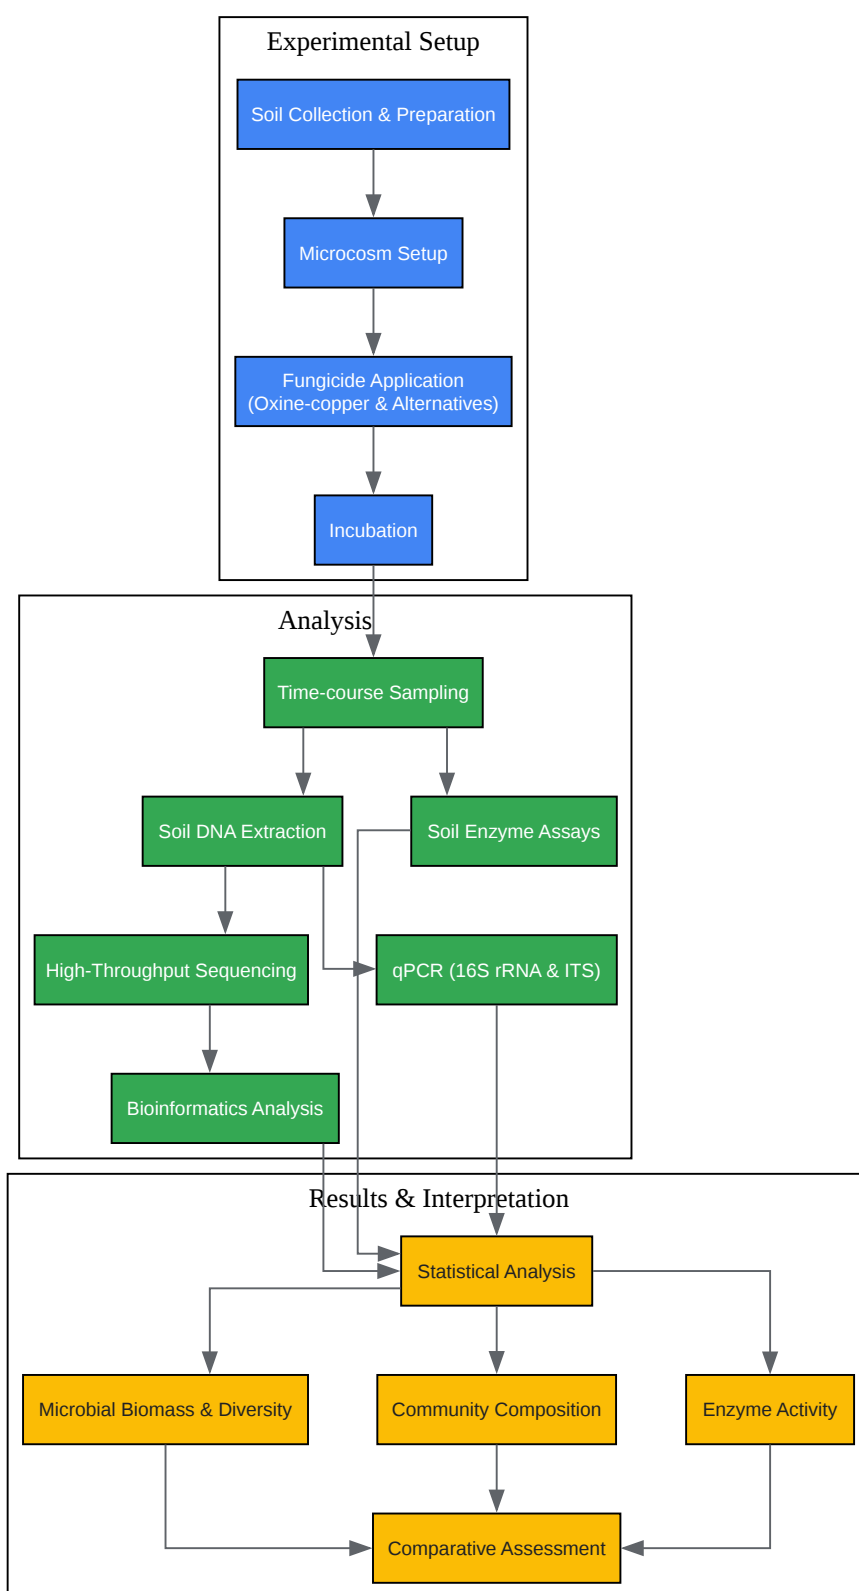 Experimental Setup
Soil Collection & Preparation
Microcosm Setup
Fungicide Application
(Oxine-copper & Alternatives)
Incubation
Analysis
Time-course Sampling
Soil DNA Extraction
Soil Enzyme Assays
High-Throughput Sequencing
qPCR (16S rRNA & ITS)
Bioinformatics Analysis
Results & Interpretation
Statistical Analysis
Microbial Biomass & Diversity
Community Composition
Enzyme Activity
Comparative Assessment